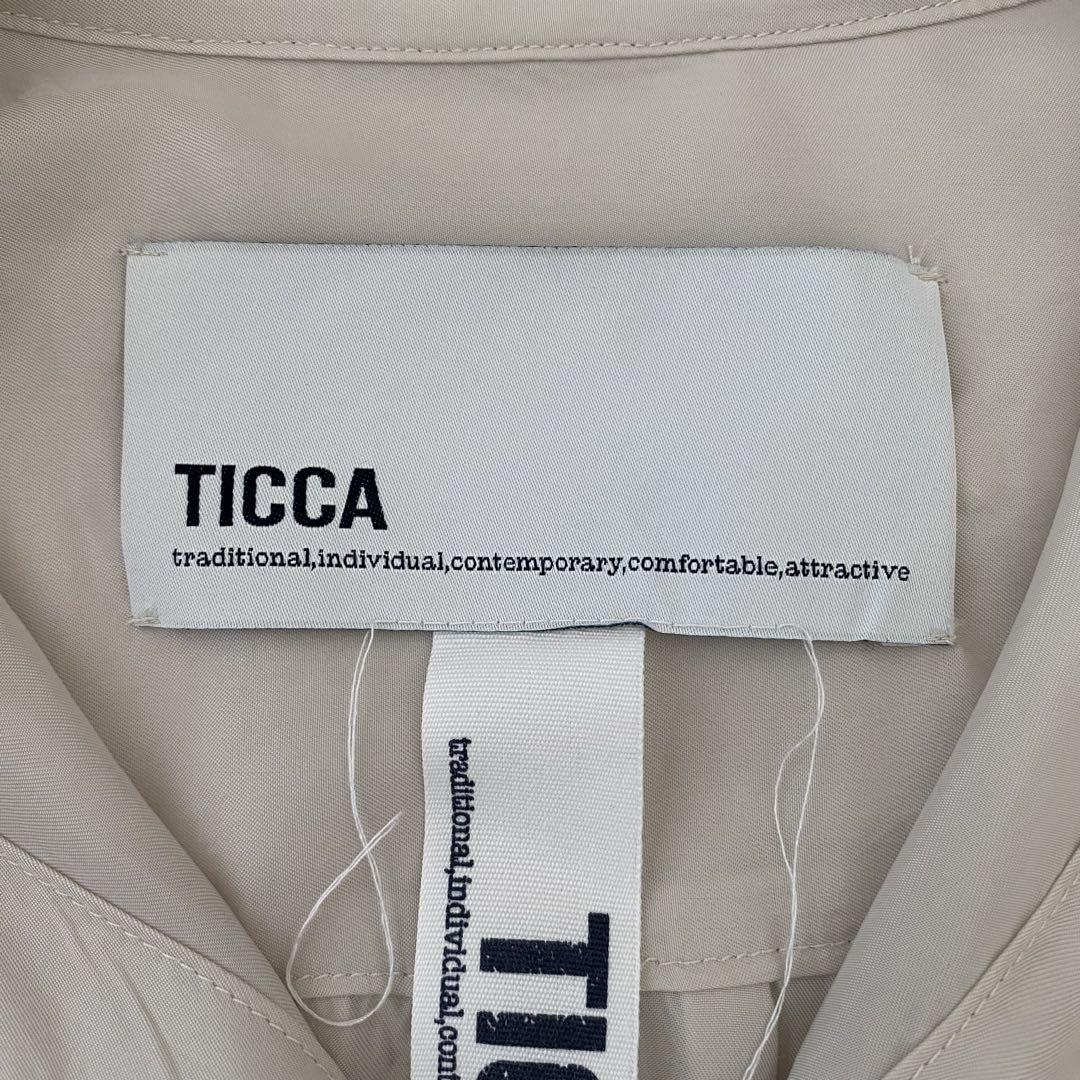 TICCA
traditional,individual,contemporary,comfortable,attractive
traditional,individual,